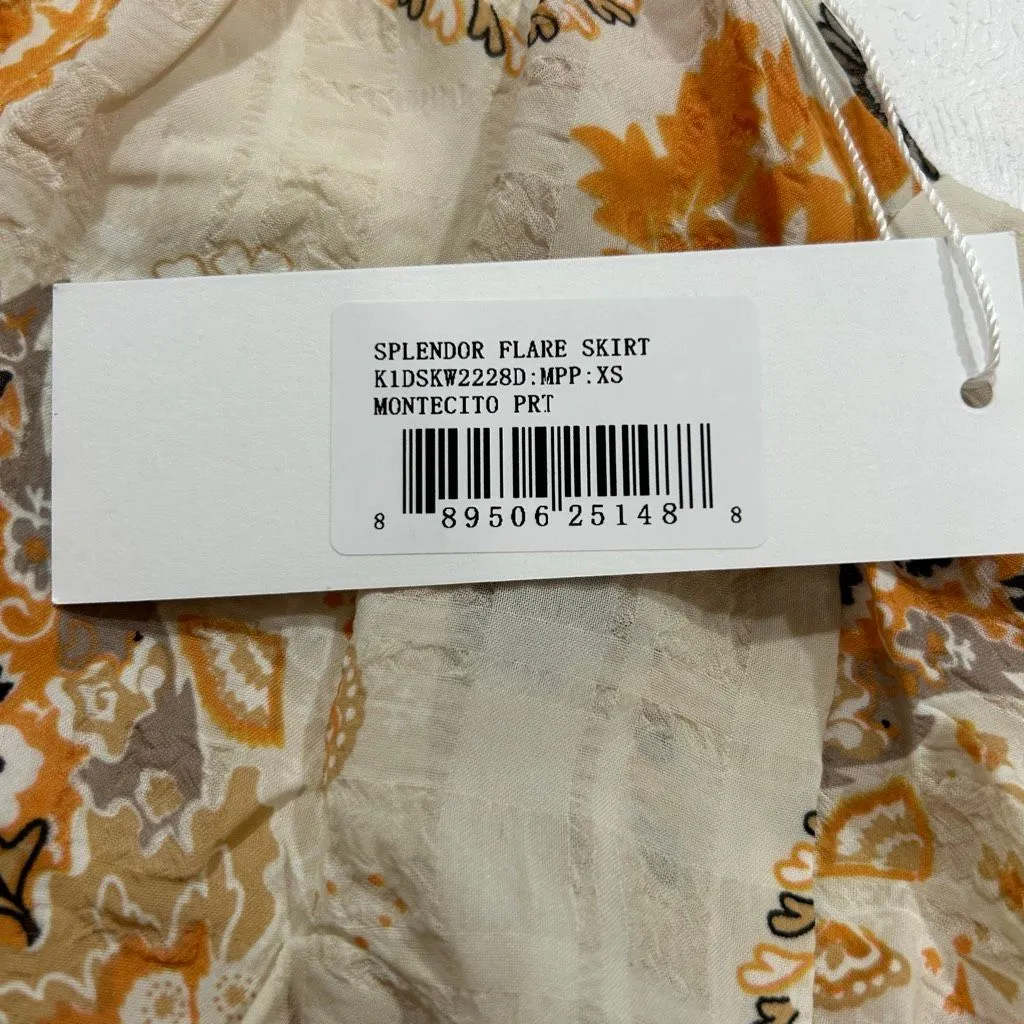 SPLENDOR FLARE SKIRT
K1DSKW2228D:MPP:XS
MONTECITO PRT
8 89506 25148 8